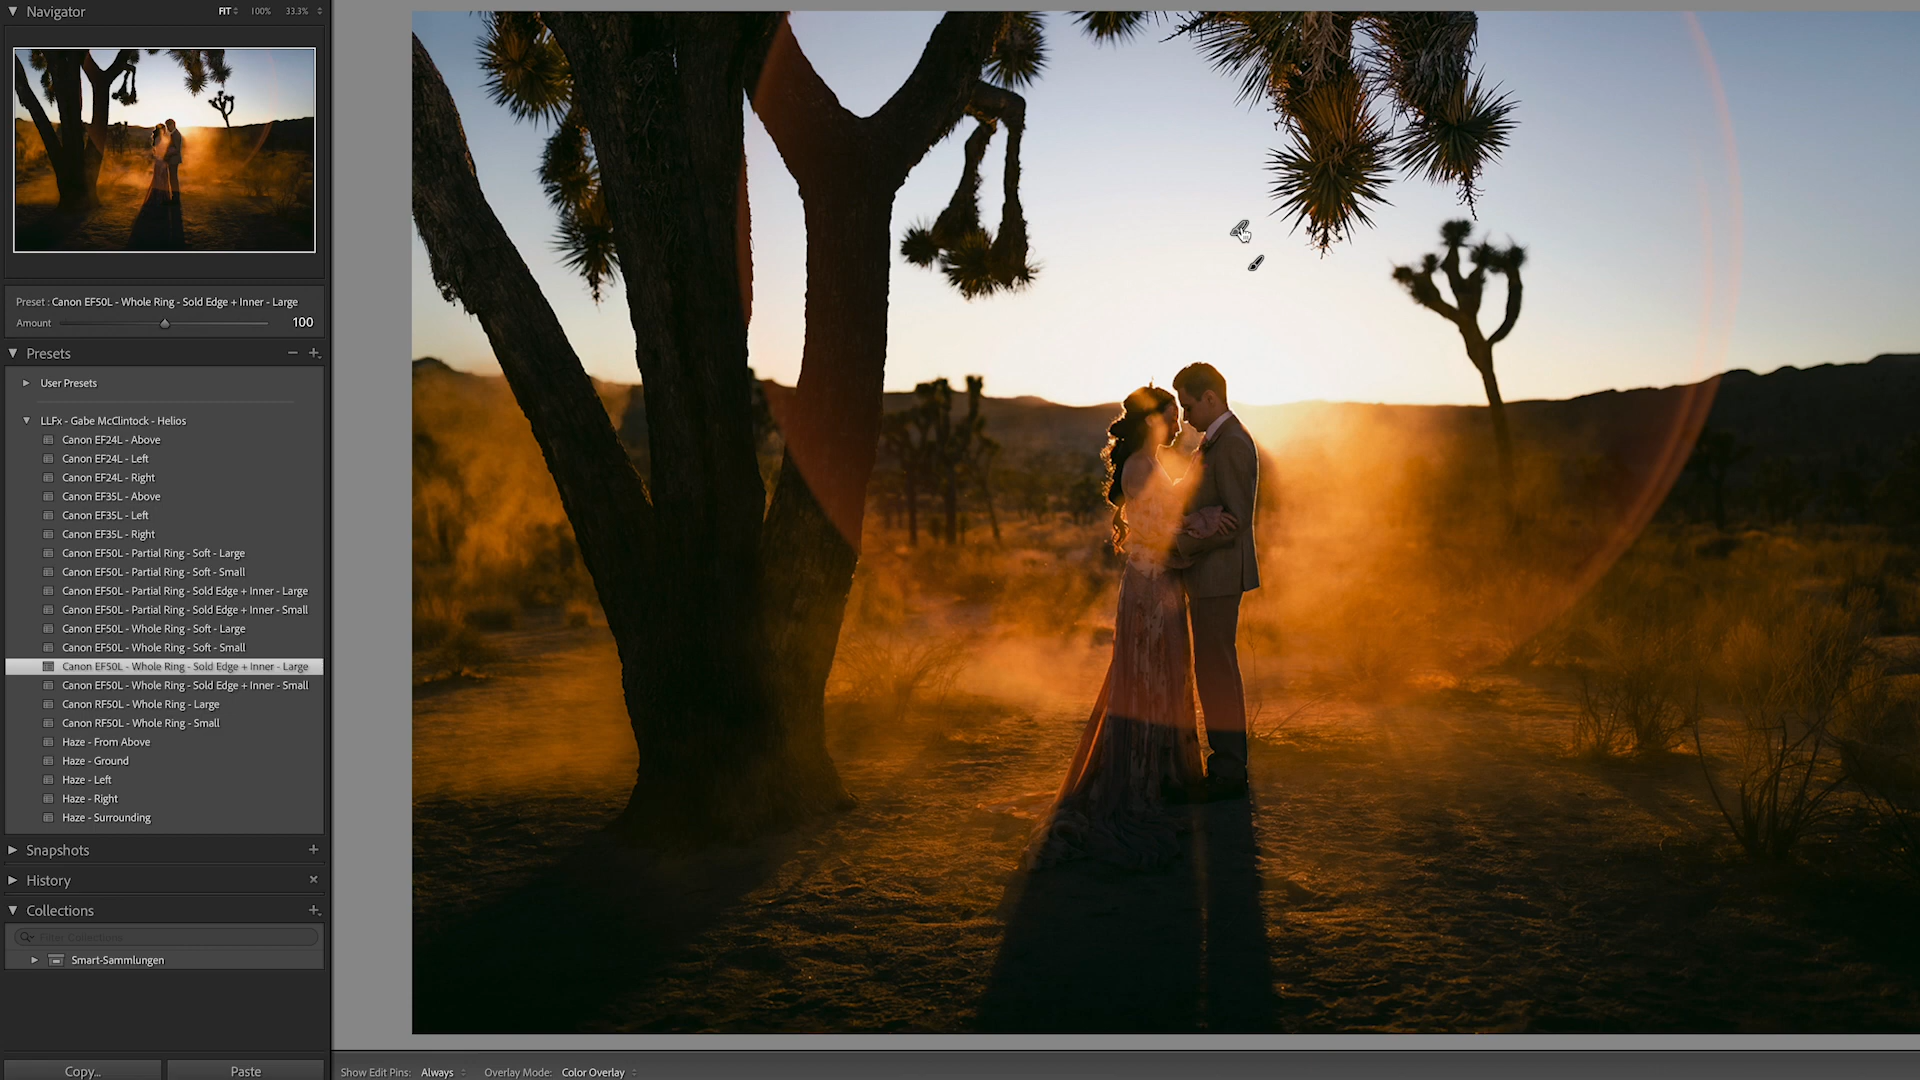 Navigator
FIT 100% 33.3%
Preset : Canon EF50L - Whole Ring - Sold Edge + Inner - Large
Amount 100
Presets
User Presets
LLFx - Gabe McClintock - Helios
Canon EF24L - Above
Canon EF24L - Left
Canon EF24L - Right
Canon EF35L - Above
Canon EF35L - Left
Canon EF35L - Right
Canon EF50L - Partial Ring - Soft - Large
Canon EF50L - Partial Ring - Soft - Small
Canon EF50L - Partial Ring - Sold Edge + Inner - Large
Canon EF50L - Partial Ring - Sold Edge + Inner - Small
Canon EF50L - Whole Ring - Soft - Large
Canon EF50L - Whole Ring - Soft - Small
Canon EF50L - Whole Ring - Sold Edge + Inner - Large
Canon EF50L - Whole Ring - Sold Edge + Inner - Small
Canon RF50L - Whole Ring - Large
Canon RF50L - Whole Ring - Small
Haze - From Above
Haze - Ground
Haze - Left
Haze - Right
Haze - Surrounding
Snapshots
History
Collections
Filter Collections
Smart-Sammlungen
Copy... Paste
Show Edit Pins: Always Overlay Mode: Color Overlay